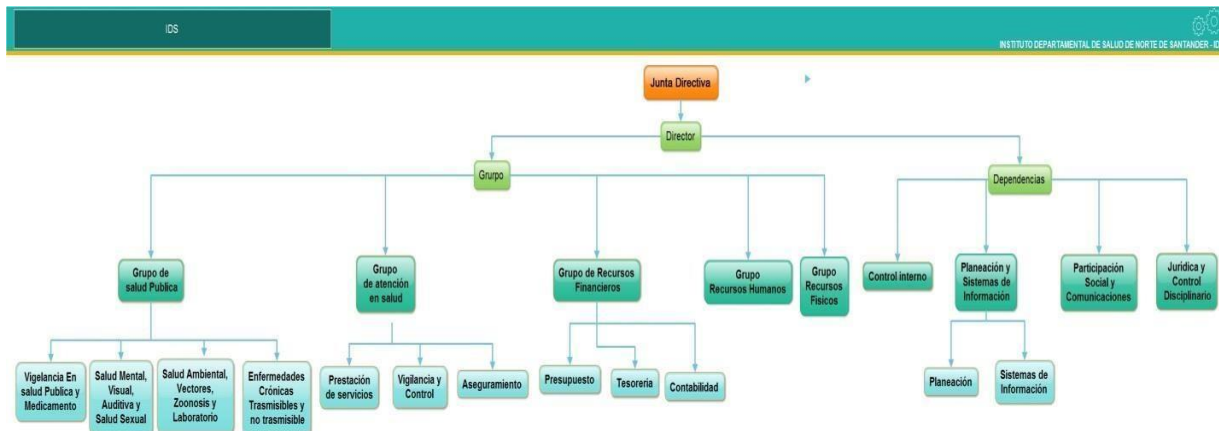 IDS
INSTITUTO DEPARTAMENTAL DE SALUD DE NORTE DE SANTANDER - ID
Junta Directiva
Director
Grurpo
Dependencias
Grupo de
salud Publica
Grupo
de atención
en salud
Grupo de Recursos
Financieros
Grupo
Recursos Humanos
Grupo
Recursos
Fisicos
Control interno
Planeación y
Sistemas de
Información
Participación
Social y
Comunicaciones
Juridica y
Control
Disciplinario
Vigelancia En
salud Publica y
Medicamento
Salud Mental,
Visual,
Auditiva y
Salud Sexual
Salud Ambiental,
Vectores,
Zoonosis y
Laboratorio
Enfermedades
Crónicas
Trasmisibles y
no trasmisible
Prestación
de servicios
Vigilancia y
Control
Aseguramiento
Presupuesto
Tesoreria
Contabilidad
Planeación
Sistemas de
Información